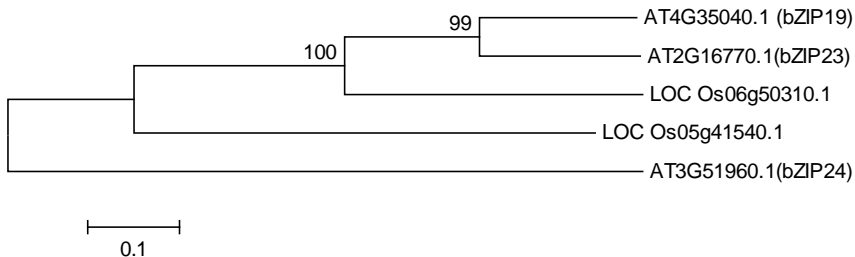 AT4G35040.1 (bZIP19)
99
AT2G16770.1(bZIP23)
100
LOC Os06g50310.1
LOC Os05g41540.1
AT3G51960.1(bZIP24)
0.1